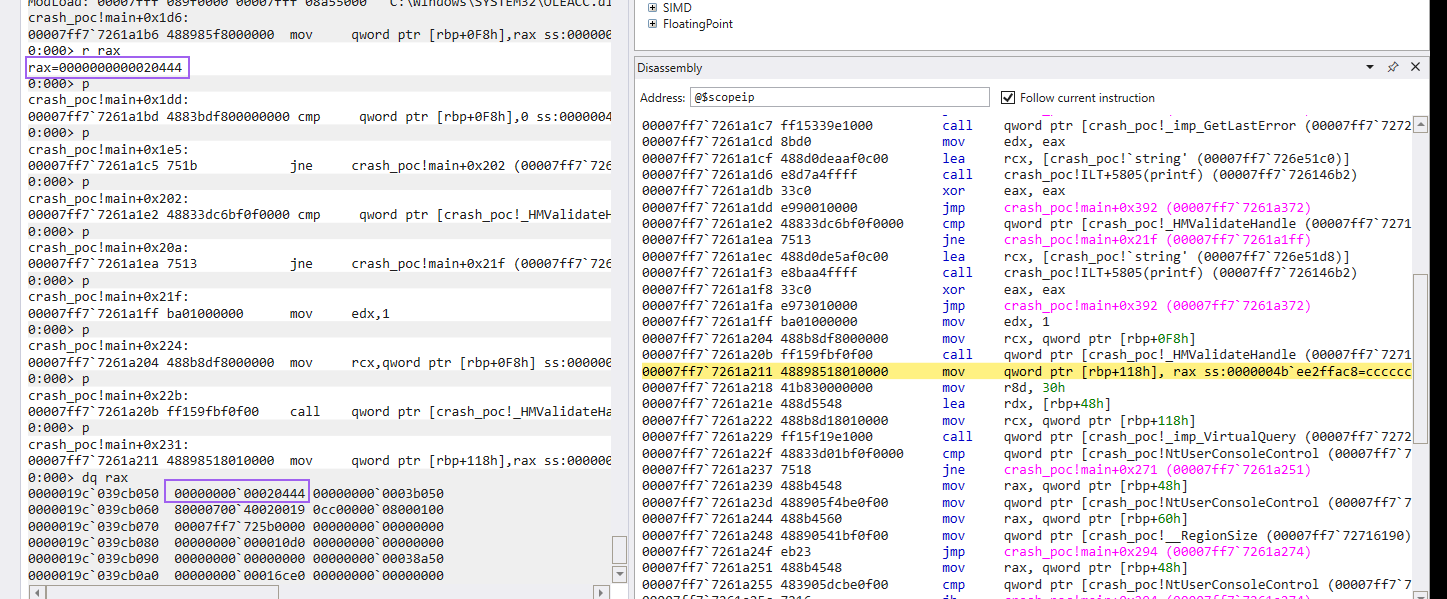 ModLoad: 00007fff`089f0000 00007fff`08a55000   C:\Windows\SYSTEM32\OLEACC.dl
crash_poc!main+0x1d6:
00007ff7`7261a1b6 488985f8000000  mov     qword ptr [rbp+0F8h],rax ss:000000
0:000> r rax
rax=0000000000020444
0:000> p
crash_poc!main+0x1dd:
00007ff7`7261a1bd 4883bdf800000000 cmp     qword ptr [rbp+0F8h],0 ss:0000004
0:000> p
crash_poc!main+0x1e5:
00007ff7`7261a1c5 751b            jne     crash_poc!main+0x202 (00007ff7`726
0:000> p
crash_poc!main+0x202:
00007ff7`7261a1e2 48833dc6bf0f0000 cmp     qword ptr [crash_poc!_HMValidateH
0:000> p
crash_poc!main+0x20a:
00007ff7`7261a1ea 7513            jne     crash_poc!main+0x21f (00007ff7`726
0:000> p
crash_poc!main+0x21f:
00007ff7`7261a1ff ba01000000      mov     edx,1
0:000> p
crash_poc!main+0x224:
00007ff7`7261a204 488b8df8000000  mov     rcx,qword ptr [rbp+0F8h] ss:000000
0:000> p
crash_poc!main+0x22b:
00007ff7`7261a20b ff159fbf0f00    call    qword ptr [crash_poc!_HMValidateHa
0:000> p
crash_poc!main+0x231:
00007ff7`7261a211 48898518010000  mov     qword ptr [rbp+118h],rax ss:000000
0:000> dq rax
0000019c`039cb050  00000000`00020444 00000000`0003b050
0000019c`039cb060  80000700`40020019 0cc00000`08000100
0000019c`039cb070  00007ff7`725b0000 00000000`00000000
0000019c`039cb080  00000000`000010d0 00000000`00000000
0000019c`039cb090  00000000`00000000 00000000`00038a50
0000019c`039cb0a0  00000000`00016ce0 00000000`00000000
SIMD
FloatingPoint
Disassembly
Address: @$scopeip Follow current instruction
00007ff7`7261a1c7 ff15339e1000 call qword ptr [crash_poc!_imp_GetLastError (00007ff7`7272
00007ff7`7261a1cd 8bd0 mov edx, eax
00007ff7`7261a1cf 488d0deaaf0c00 lea rcx, [crash_poc!`string' (00007ff7`726e51c0)]
00007ff7`7261a1d6 e8d7a4ffff call crash_poc!ILT+5805(printf) (00007ff7`726146b2)
00007ff7`7261a1db 33c0 xor eax, eax
00007ff7`7261a1dd e990010000 jmp crash_poc!main+0x392 (00007ff7`7261a372)
00007ff7`7261a1e2 48833dc6bf0f0000 cmp qword ptr [crash_poc!_HMValidateHandle (00007ff7`7271
00007ff7`7261a1ea 7513 jne crash_poc!main+0x21f (00007ff7`7261a1ff)
00007ff7`7261a1ec 488d0de5af0c00 lea rcx, [crash_poc!`string' (00007ff7`726e51d8)]
00007ff7`7261a1f3 e8baa4ffff call crash_poc!ILT+5805(printf) (00007ff7`726146b2)
00007ff7`7261a1f8 33c0 xor eax, eax
00007ff7`7261a1fa e973010000 jmp crash_poc!main+0x392 (00007ff7`7261a372)
00007ff7`7261a1ff ba01000000 mov edx, 1
00007ff7`7261a204 488b8df8000000 mov rcx, qword ptr [rbp+0F8h]
00007ff7`7261a20b ff159fbf0f00 call qword ptr [crash_poc!_HMValidateHandle (00007ff7`7271
00007ff7`7261a211 48898518010000 mov qword ptr [rbp+118h], rax ss:0000004b`ee2ffac8=cccccc
00007ff7`7261a218 41b830000000 mov r8d, 30h
00007ff7`7261a21e 488d5548 lea rdx, [rbp+48h]
00007ff7`7261a222 488b8d18010000 mov rcx, qword ptr [rbp+118h]
00007ff7`7261a229 ff15f19e1000 call qword ptr [crash_poc!_imp_VirtualQuery (00007ff7`7272
00007ff7`7261a22f 48833d01bf0f0000 cmp qword ptr [crash_poc!NtUserConsoleControl (00007ff7`7
00007ff7`7261a237 7518 jne crash_poc!main+0x271 (00007ff7`7261a251)
00007ff7`7261a239 488b4548 mov rax, qword ptr [rbp+48h]
00007ff7`7261a23d 488905f4be0f00 mov qword ptr [crash_poc!NtUserConsoleControl (00007ff7`7
00007ff7`7261a244 488b4560 mov rax, qword ptr [rbp+60h]
00007ff7`7261a248 48890541bf0f00 mov qword ptr [crash_poc!__RegionSize (00007ff7`72716190)
00007ff7`7261a24f eb23 jmp crash_poc!main+0x294 (00007ff7`7261a274)
00007ff7`7261a251 488b4548 mov rax, qword ptr [rbp+48h]
00007ff7`7261a255 483905dcbe0f00 cmp qword ptr [crash_poc!NtUserConsoleControl (00007ff7`7